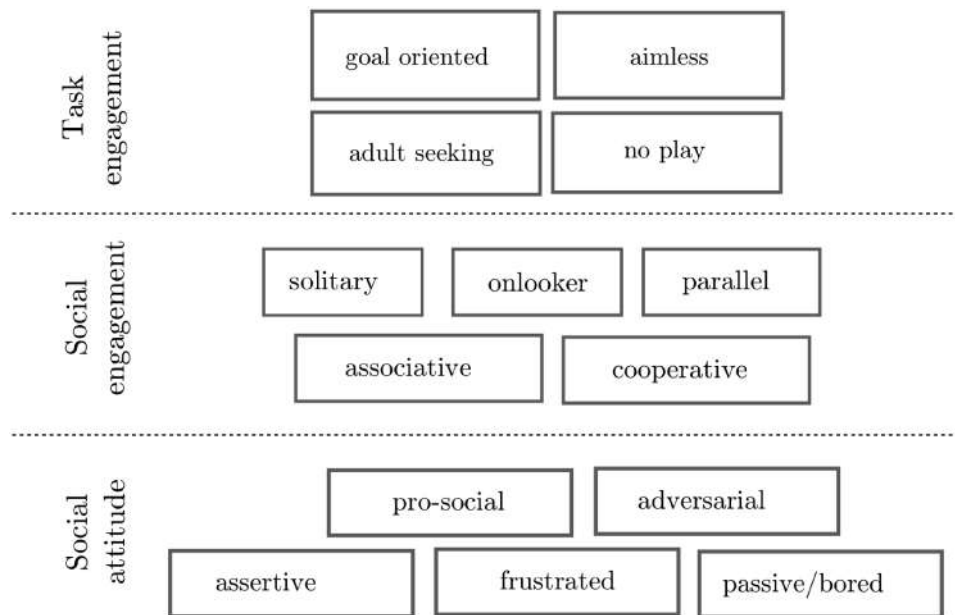 Task
engagement
goal oriented
aimless
adult seeking
no play
Social
engagement
solitary
onlooker
parallel
associative
cooperative
Social
attitude
pro-social
adversarial
assertive
frustrated
passive/bored